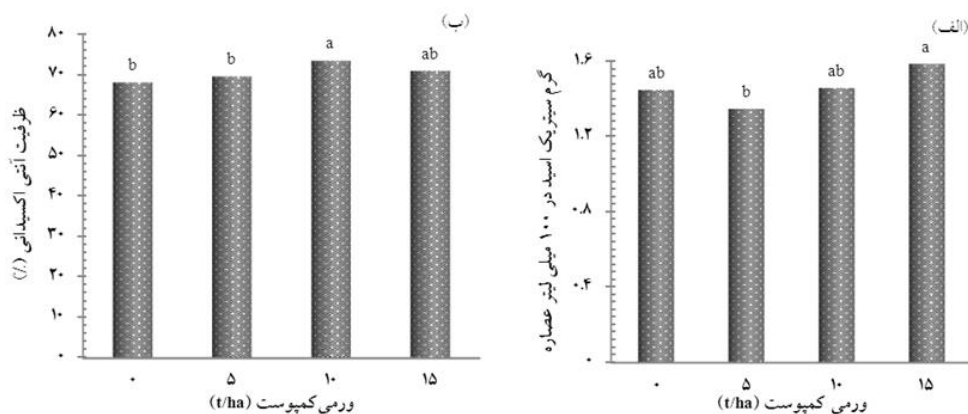 (الف)
گرم سیتریک اسید در ۱۰۰ میلی لیتر عصاره
۱.۶
۱.۲
۰.۸
۰.۴
۰
ab
b
ab
a
۰ ۵ ۱۰ ۱۵
ورمی‌کمپوست (t/ha)
(ب)
ظرفیت آنتی اکسیدانی (٪)
۸۰
۷۰
۶۰
۵۰
۴۰
۳۰
۲۰
۱۰
۰
b
b
a
ab
۰ ۵ ۱۰ ۱۵
ورمی‌کمپوست (t/ha)